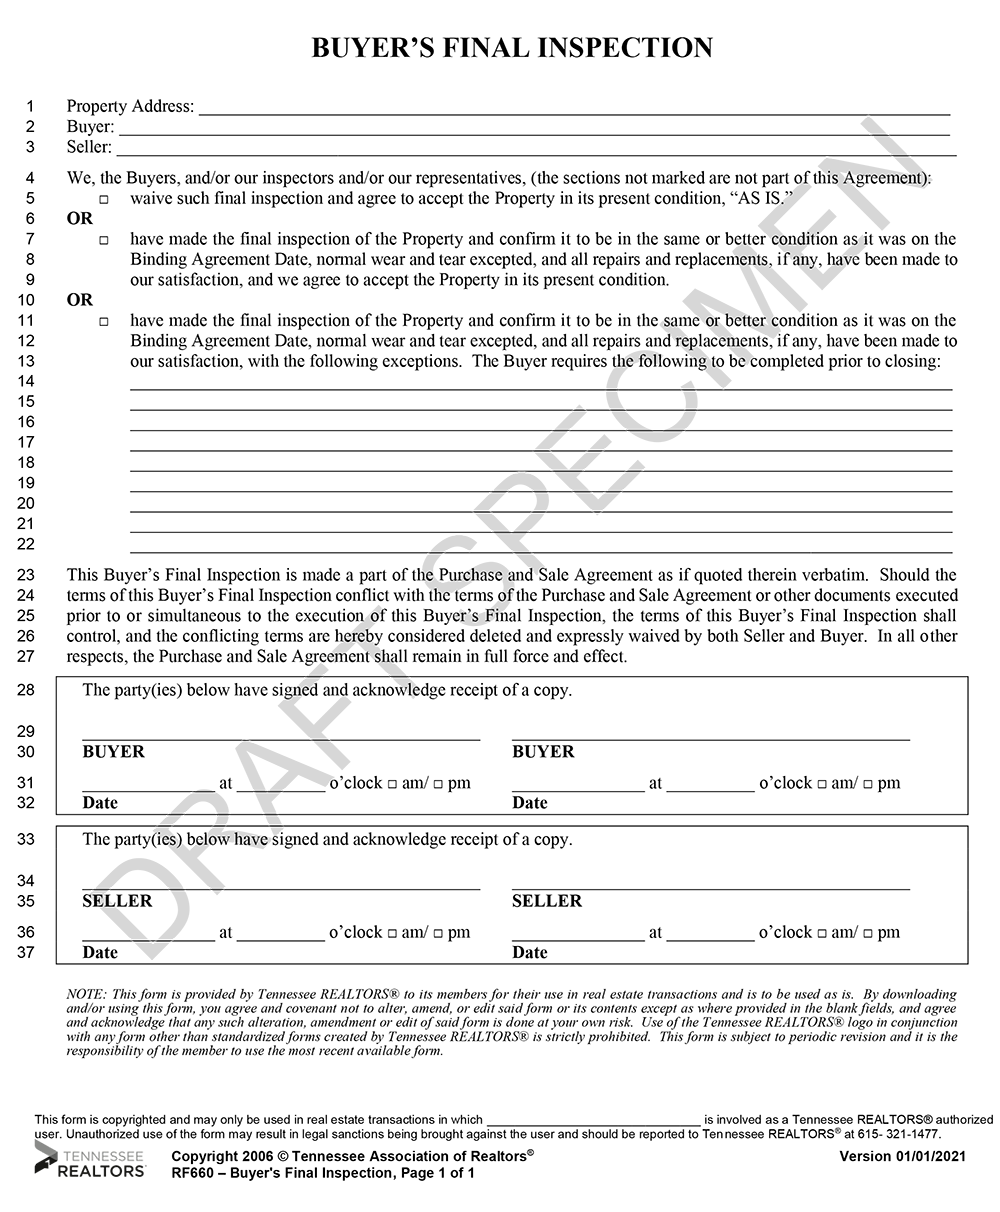 BUYER’S FINAL INSPECTION
1 Property Address: ______
2 Buyer: ______
3 Seller: ______
4 We, the Buyers, and/or our inspectors and/or our representatives, (the sections not marked are not part of this Agreement):
5 □ waive such final inspection and agree to accept the Property in its present condition, “AS IS.”
6 OR
7 □ have made the final inspection of the Property and confirm it to be in the same or better condition as it was on the
8 Binding Agreement Date, normal wear and tear excepted, and all repairs and replacements, if any, have been made to
9 our satisfaction, and we agree to accept the Property in its present condition.
10 OR
11 □ have made the final inspection of the Property and confirm it to be in the same or better condition as it was on the
12 Binding Agreement Date, normal wear and tear excepted, and all repairs and replacements, if any, have been made to
13 our satisfaction, with the following exceptions. The Buyer requires the following to be completed prior to closing:
14
15
16
17
18
19
20
21
22
23 This Buyer’s Final Inspection is made a part of the Purchase and Sale Agreement as if quoted therein verbatim. Should the
24 terms of this Buyer’s Final Inspection conflict with the terms of the Purchase and Sale Agreement or other documents executed
25 prior to or simultaneous to the execution of this Buyer’s Final Inspection, the terms of this Buyer’s Final Inspection shall
26 control, and the conflicting terms are hereby considered deleted and expressly waived by both Seller and Buyer. In all other
27 respects, the Purchase and Sale Agreement shall remain in full force and effect.
28 The party(ies) below have signed and acknowledge receipt of a copy.
29
30 BUYER BUYER
31 ______ at ______ o’clock □ am/ □ pm ______ at ______ o’clock □ am/ □ pm
32 Date Date
33 The party(ies) below have signed and acknowledge receipt of a copy.
34
35 SELLER SELLER
36 ______ at ______ o’clock □ am/ □ pm ______ at ______ o’clock □ am/ □ pm
37 Date Date
DRAFT SPECIMEN
NOTE: This form is provided by Tennessee REALTORS® to its members for their use in real estate transactions and is to be used as is. By downloading
and/or using this form, you agree and covenant not to alter, amend, or edit said form or its contents except as where provided in the blank fields, and agree
and acknowledge that any such alteration, amendment or edit of said form is done at your own risk. Use of the Tennessee REALTORS® logo in conjunction
with any form other than standardized forms created by Tennessee REALTORS® is strictly prohibited. This form is subject to periodic revision and it is the
responsibility of the member to use the most recent available form.
This form is copyrighted and may only be used in real estate transactions in which ______ is involved as a Tennessee REALTORS® authorized
user. Unauthorized use of the form may result in legal sanctions being brought against the user and should be reported to Tennessee REALTORS® at 615- 321-1477.
TENNESSEE
REALTORS®
Copyright 2006 © Tennessee Association of Realtors® Version 01/01/2021
RF660 – Buyer's Final Inspection, Page 1 of 1